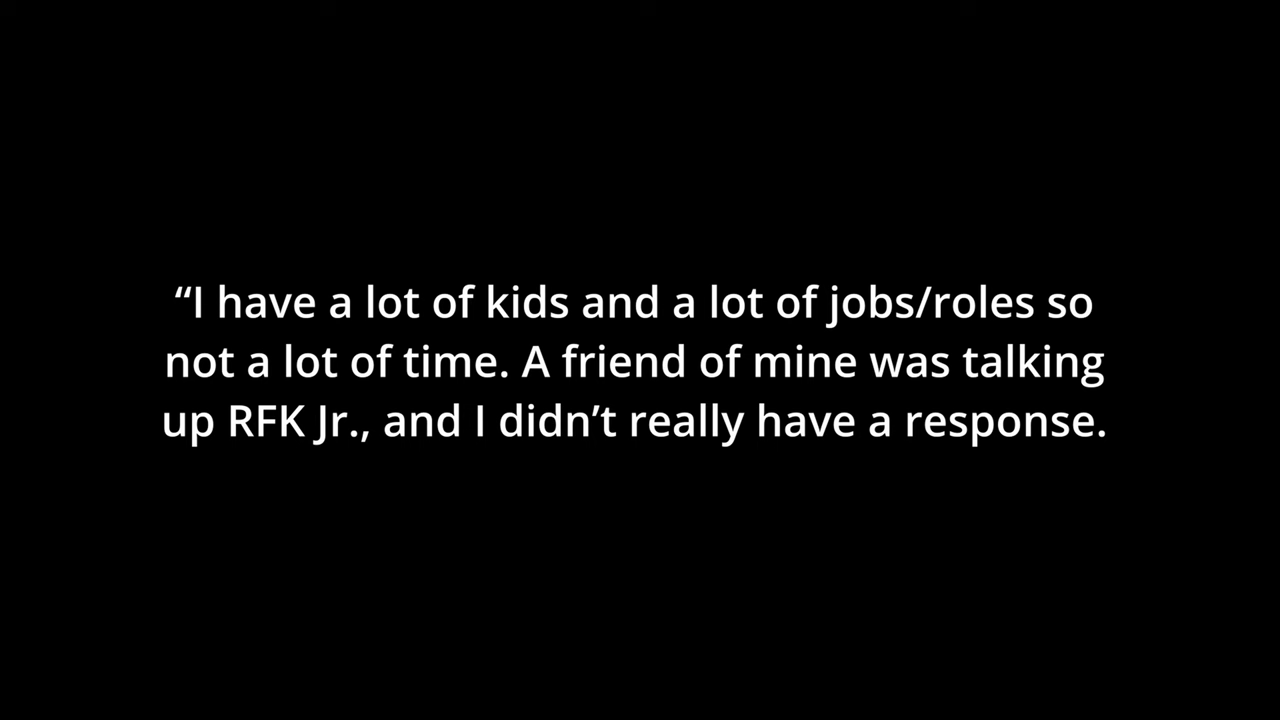 “I have a lot of kids and a lot of jobs/roles so
not a lot of time. A friend of mine was talking
up RFK Jr., and I didn’t really have a response.